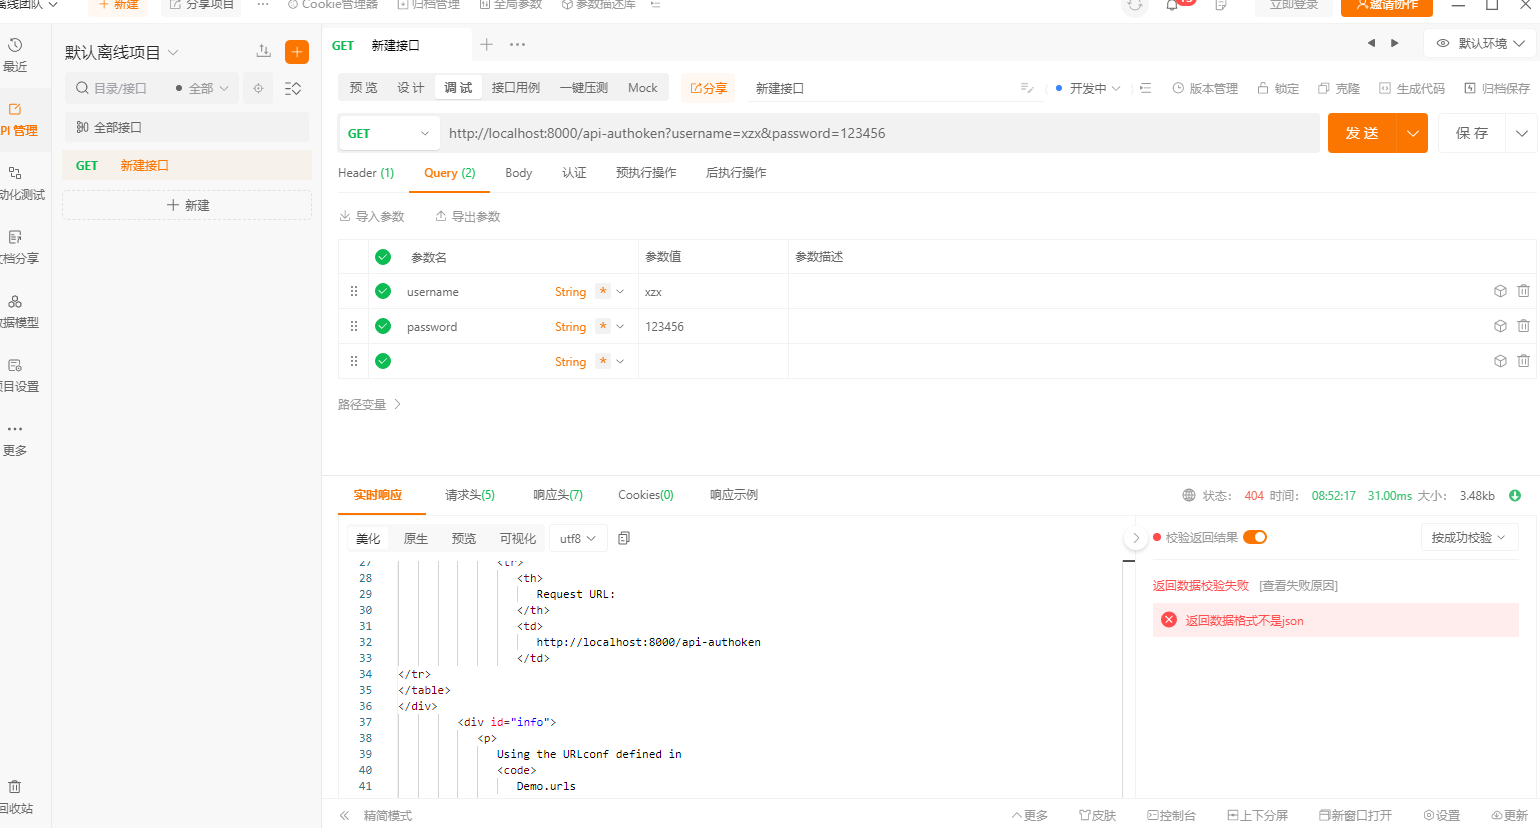 离线团队
新建
分享项目
Cookie管理器
归档管理
全局参数
参数描述库
立即登录
邀请协作
最近
PI 管理
动化测试
文档分享
数据模型
项目设置
更多
回收站
默认离线项目
目录/接口
全部
全部接口
GET 新建接口
新建
GET 新建接口
默认环境
预览 设计 调试 接口用例 一键压测 Mock
分享
新建接口
开发中
版本管理
锁定
克隆
生成代码
归档保存
GET
http://localhost:8000/api-authoken?username=xzx&password=123456
发 送
保 存
Header (1)
Query (2)
Body
认证
预执行操作
后执行操作
导入参数
导出参数
参数名 参数值 参数描述
username String * xzx
password String * 123456
String *
路径变量
实时响应
请求头(5)
响应头(7)
Cookies(0)
响应示例
状态： 404 时间： 08:52:17 31.00ms 大小： 3.48kb
美化 原生 预览 可视化 utf8
27 <tr>
28 <th>
29 Request URL:
30 </th>
31 <td>
32 http://localhost:8000/api-authoken
33 </td>
34 </tr>
35 </table>
36 </div>
37 <div id="info">
38 <p>
39 Using the URLconf defined in
40 <code>
41 Demo.urls
校验返回结果
按成功校验
返回数据校验失败 [查看失败原因]
返回数据格式不是json
精简模式
更多
皮肤
控制台
上下分屏
新窗口打开
设置
更新